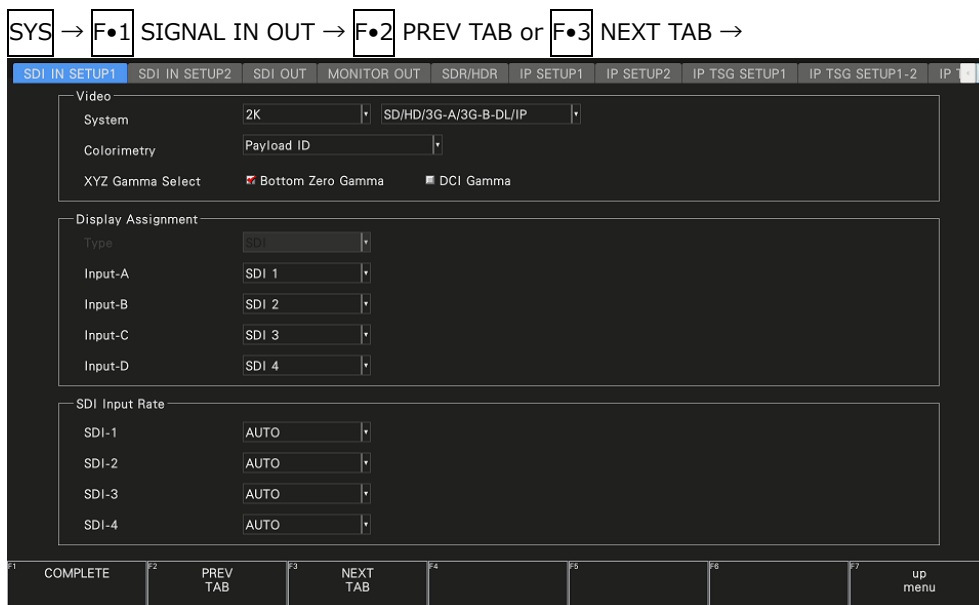 SYS → F•1 SIGNAL IN OUT → F•2 PREV TAB or F•3 NEXT TAB →
SDI IN SETUP1 SDI IN SETUP2 SDI OUT MONITOR OUT SDR/HDR IP SETUP1 IP SETUP2 IP TSG SETUP1 IP TSG SETUP1-2 IP
Video
System 2K SD/HD/3G-A/3G-B-DL/IP
Colorimetry Payload ID
XYZ Gamma Select Bottom Zero Gamma DCI Gamma
Display Assignment
Type SDI
Input-A SDI 1
Input-B SDI 2
Input-C SDI 3
Input-D SDI 4
SDI Input Rate
SDI-1 AUTO
SDI-2 AUTO
SDI-3 AUTO
SDI-4 AUTO
F1 COMPLETE F2 PREV TAB F3 NEXT TAB F4 F5 F6 F7 up menu